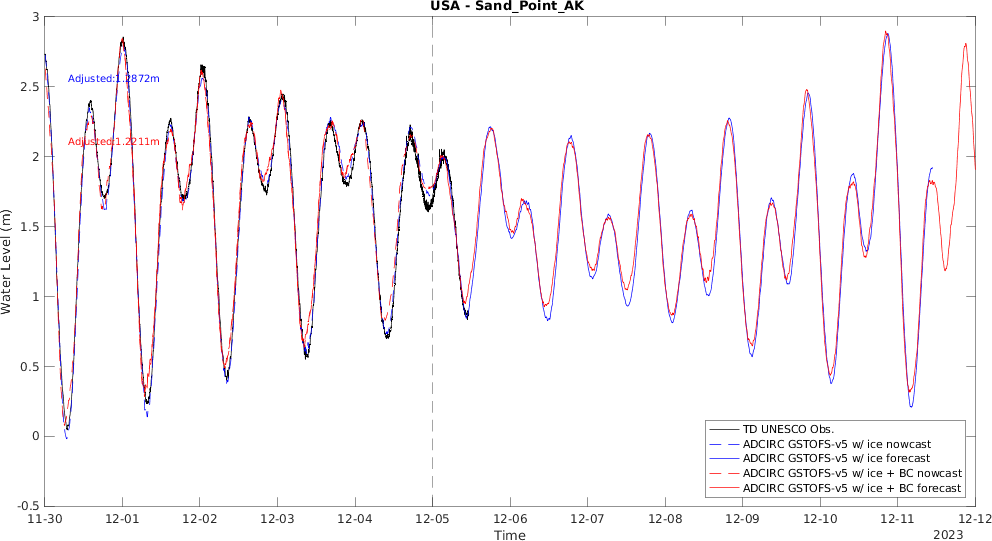 USA - Sand_Point_AK
3
2.5
2
1.5
1
0.5
0
-0.5
Water Level (m)
Adjusted:1.2872m
Adjusted:1.2211m
TD UNESCO Obs.
ADCIRC GSTOFS-v5 w/ ice nowcast
ADCIRC GSTOFS-v5 w/ ice forecast
ADCIRC GSTOFS-v5 w/ ice + BC nowcast
ADCIRC GSTOFS-v5 w/ ice + BC forecast
11-30 12-01 12-02 12-03 12-04 12-05 12-06 12-07 12-08 12-09 12-10 12-11 12-12
Time
2023